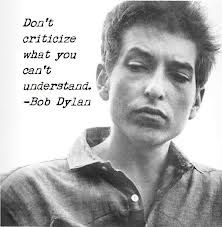 Don't
criticize
what you
can't
understand.
-Bob Dylan